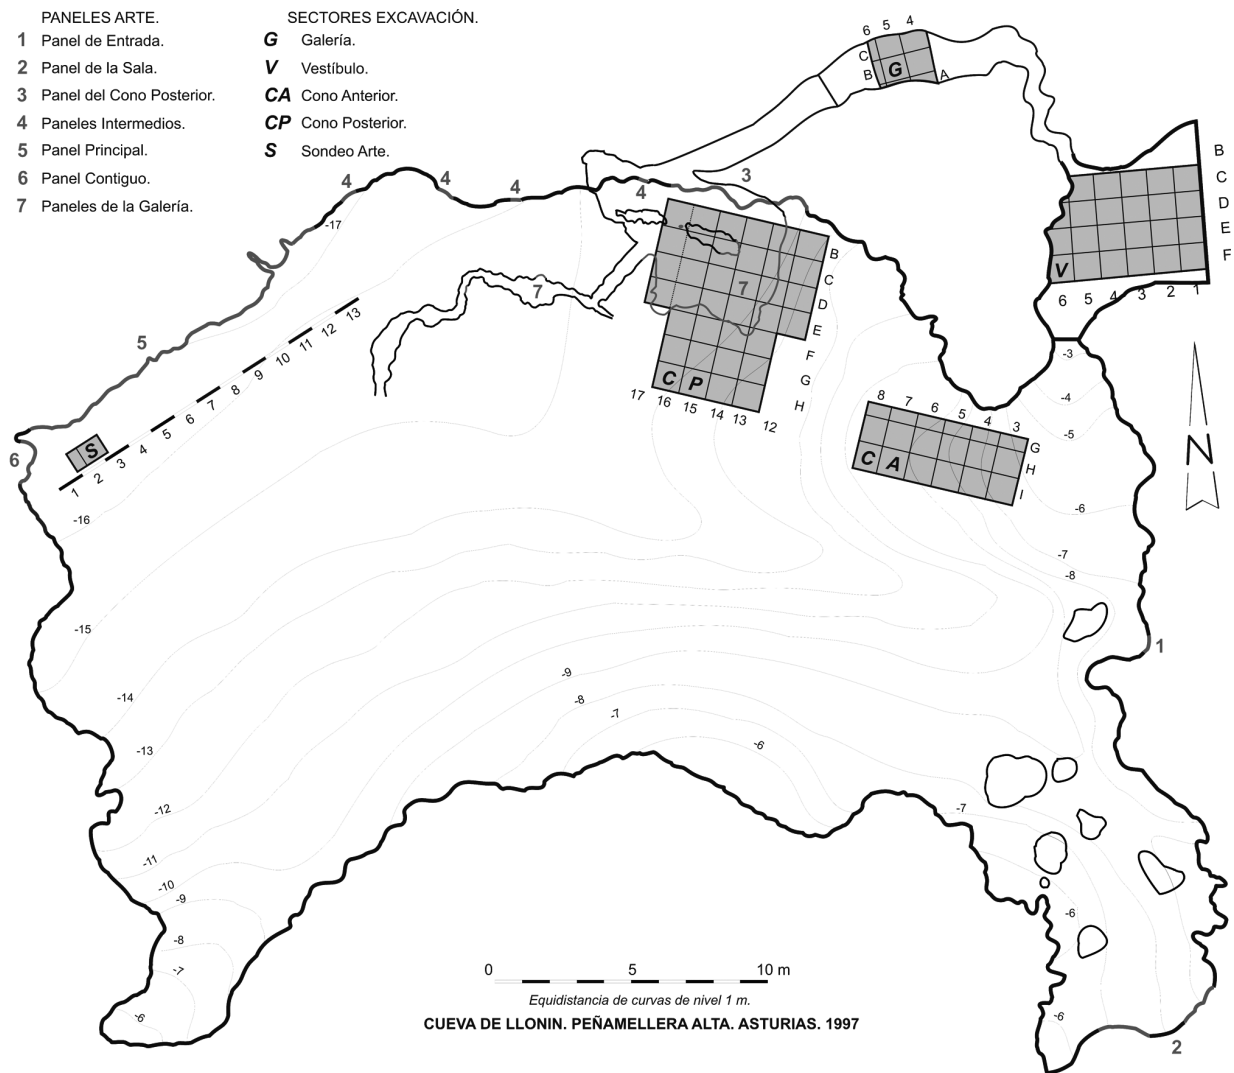 PANELES ARTE.
1 Panel de Entrada.
2 Panel de la Sala.
3 Panel del Cono Posterior.
4 Paneles Intermedios.
5 Panel Principal.
6 Panel Contiguo.
7 Paneles de la Galería.
SECTORES EXCAVACIÓN.
G Galería.
V Vestíbulo.
CA Cono Anterior.
CP Cono Posterior.
S Sondeo Arte.
6 5 4
C
B G A
B
C
D
E
F
V
6 5 4 3 2 1
3
4 4 4 4
-17
7
7
B
C
D
E
F
G
H
C P
17 16 15 14 13 12
5
13
12
11
10
9
8
7
6
5
4
3
2
1
S
6
8 7 6 5 4 3
G
H
I
C A
-3
-4
-5
-6
-7
-8
N
1
-16
-15
-14
-13
-12
-11
-10
-9
-8
-7
-6
-9
-8
-7
-6
-7
-6
-6
2
0 5 10 m
Equidistancia de curvas de nivel 1 m.
CUEVA DE LLONIN. PEÑAMELLERA ALTA. ASTURIAS. 1997